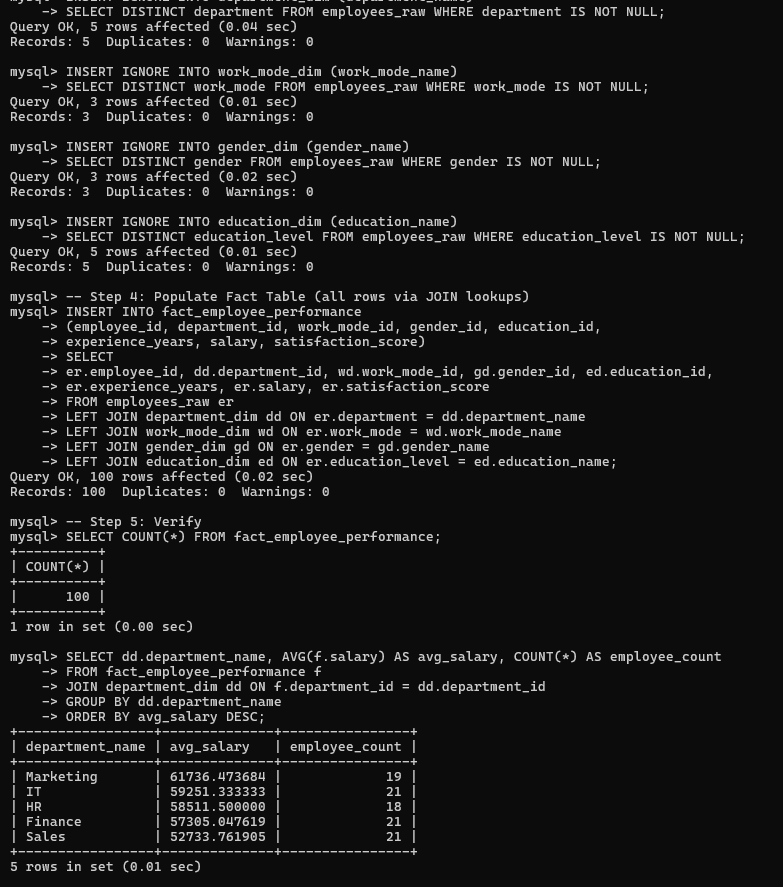 -> SELECT DISTINCT department FROM employees_raw WHERE department IS NOT NULL;
Query OK, 5 rows affected (0.04 sec)
Records: 5  Duplicates: 0  Warnings: 0

mysql> INSERT IGNORE INTO work_mode_dim (work_mode_name)
    -> SELECT DISTINCT work_mode FROM employees_raw WHERE work_mode IS NOT NULL;
Query OK, 3 rows affected (0.01 sec)
Records: 3  Duplicates: 0  Warnings: 0

mysql> INSERT IGNORE INTO gender_dim (gender_name)
    -> SELECT DISTINCT gender FROM employees_raw WHERE gender IS NOT NULL;
Query OK, 3 rows affected (0.02 sec)
Records: 3  Duplicates: 0  Warnings: 0

mysql> INSERT IGNORE INTO education_dim (education_name)
    -> SELECT DISTINCT education_level FROM employees_raw WHERE education_level IS NOT NULL;
Query OK, 5 rows affected (0.01 sec)
Records: 5  Duplicates: 0  Warnings: 0

mysql> -- Step 4: Populate Fact Table (all rows via JOIN lookups)
mysql> INSERT INTO fact_employee_performance
    -> (employee_id, department_id, work_mode_id, gender_id, education_id,
    -> experience_years, salary, satisfaction_score)
    -> SELECT
    -> er.employee_id, dd.department_id, wd.work_mode_id, gd.gender_id, ed.education_id,
    -> er.experience_years, er.salary, er.satisfaction_score
    -> FROM employees_raw er
    -> LEFT JOIN department_dim dd ON er.department = dd.department_name
    -> LEFT JOIN work_mode_dim wd ON er.work_mode = wd.work_mode_name
    -> LEFT JOIN gender_dim gd ON er.gender = gd.gender_name
    -> LEFT JOIN education_dim ed ON er.education_level = ed.education_name;
Query OK, 100 rows affected (0.02 sec)
Records: 100  Duplicates: 0  Warnings: 0

mysql> -- Step 5: Verify
mysql> SELECT COUNT(*) FROM fact_employee_performance;
+----------+
| COUNT(*) |
+----------+
|      100 |
+----------+
1 row in set (0.00 sec)

mysql> SELECT dd.department_name, AVG(f.salary) AS avg_salary, COUNT(*) AS employee_count
    -> FROM fact_employee_performance f
    -> JOIN department_dim dd ON f.department_id = dd.department_id
    -> GROUP BY dd.department_name
    -> ORDER BY avg_salary DESC;
+-----------------+--------------+----------------+
| department_name | avg_salary   | employee_count |
+-----------------+--------------+----------------+
| Marketing       | 61736.473684 |             19 |
| IT              | 59251.333333 |             21 |
| HR              | 58511.500000 |             18 |
| Finance         | 57305.047619 |             21 |
| Sales           | 52733.761905 |             21 |
+-----------------+--------------+----------------+
5 rows in set (0.01 sec)